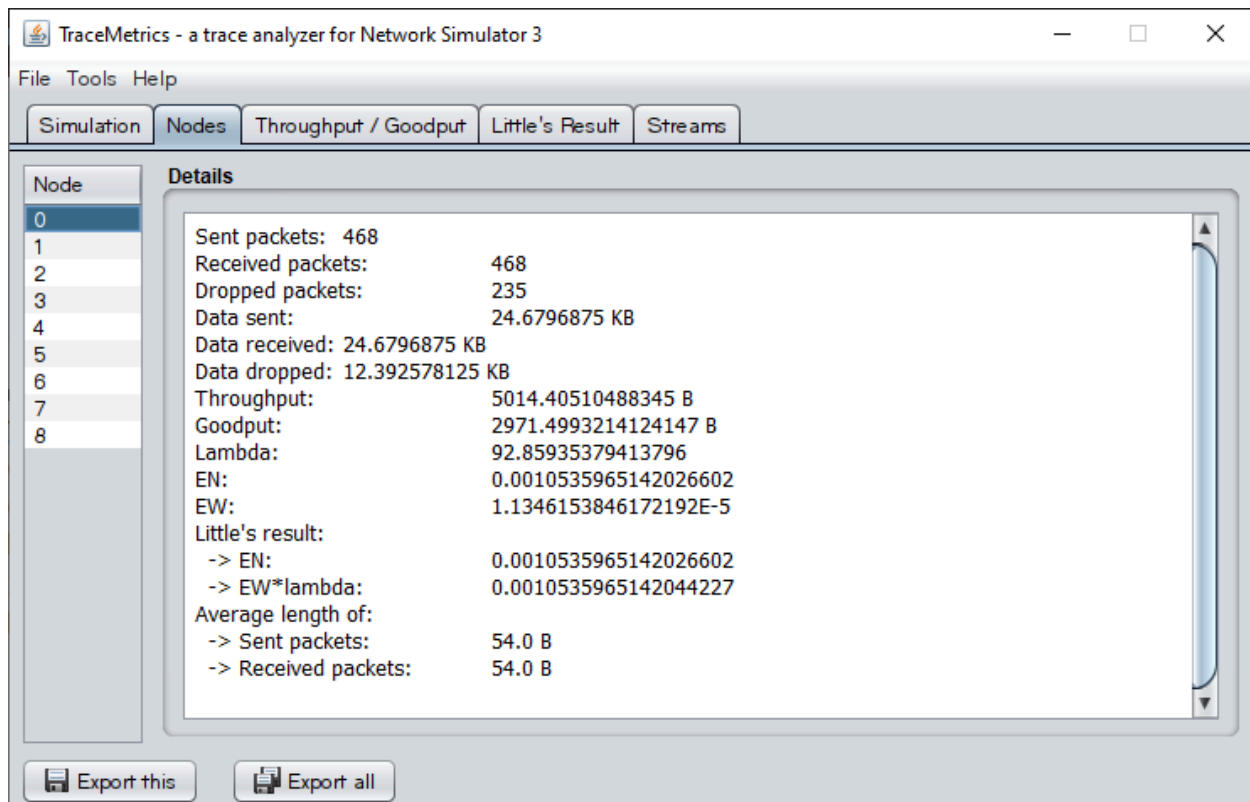 TraceMetrics - a trace analyzer for Network Simulator 3
File Tools Help
Simulation Nodes Throughput / Goodput Little's Result Streams
Node
0
1
2
3
4
5
6
7
8
Details
Sent packets: 468
Received packets: 468
Dropped packets: 235
Data sent: 24.6796875 KB
Data received: 24.6796875 KB
Data dropped: 12.392578125 KB
Throughput: 5014.40510488345 B
Goodput: 2971.4993214124147 B
Lambda: 92.85935379413796
EN: 0.0010535965142026602
EW: 1.1346153846172192E-5
Little's result:
-> EN: 0.0010535965142026602
-> EW*lambda: 0.0010535965142044227
Average length of:
-> Sent packets: 54.0 B
-> Received packets: 54.0 B
Export this Export all